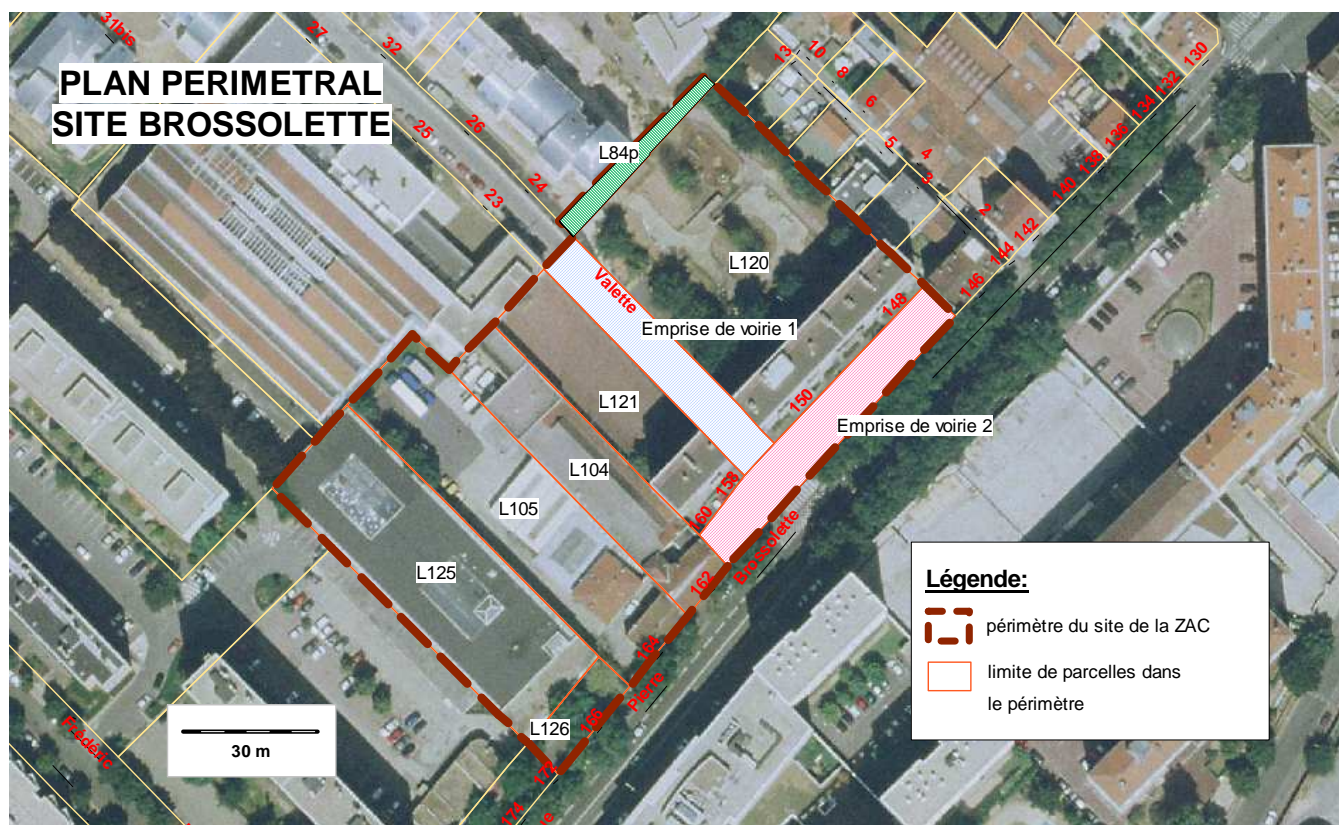 PLAN PERIMETRAL
SITE BROSSOLETTE
31bis
27
32
25
26
23
24
13
10
8
6
5
4
3
2
130
132
134
136
138
140
142
144
146
148
150
158
160
162
164
166
172
174
L84p
L120
Valette
Emprise de voirie 1
L121
Emprise de voirie 2
L104
L105
L125
L126
Brossolette
Pierre
Frédéric
30 m
Légende:
périmètre du site de la ZAC
limite de parcelles dans
le périmètre